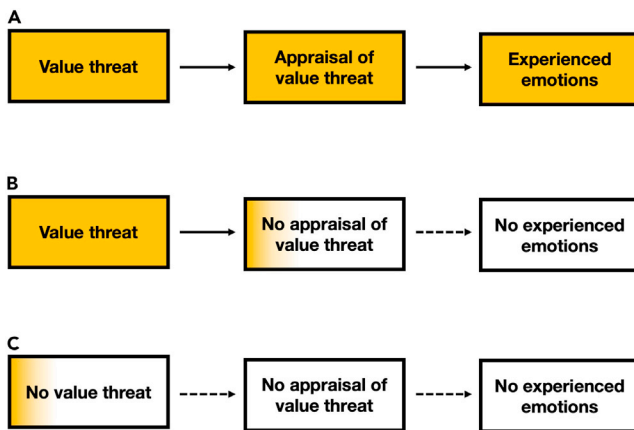 A
Value threat
Appraisal of
value threat
Experienced
emotions
B
Value threat
No appraisal of
value threat
No experienced
emotions
C
No value threat
No appraisal of
value threat
No experienced
emotions